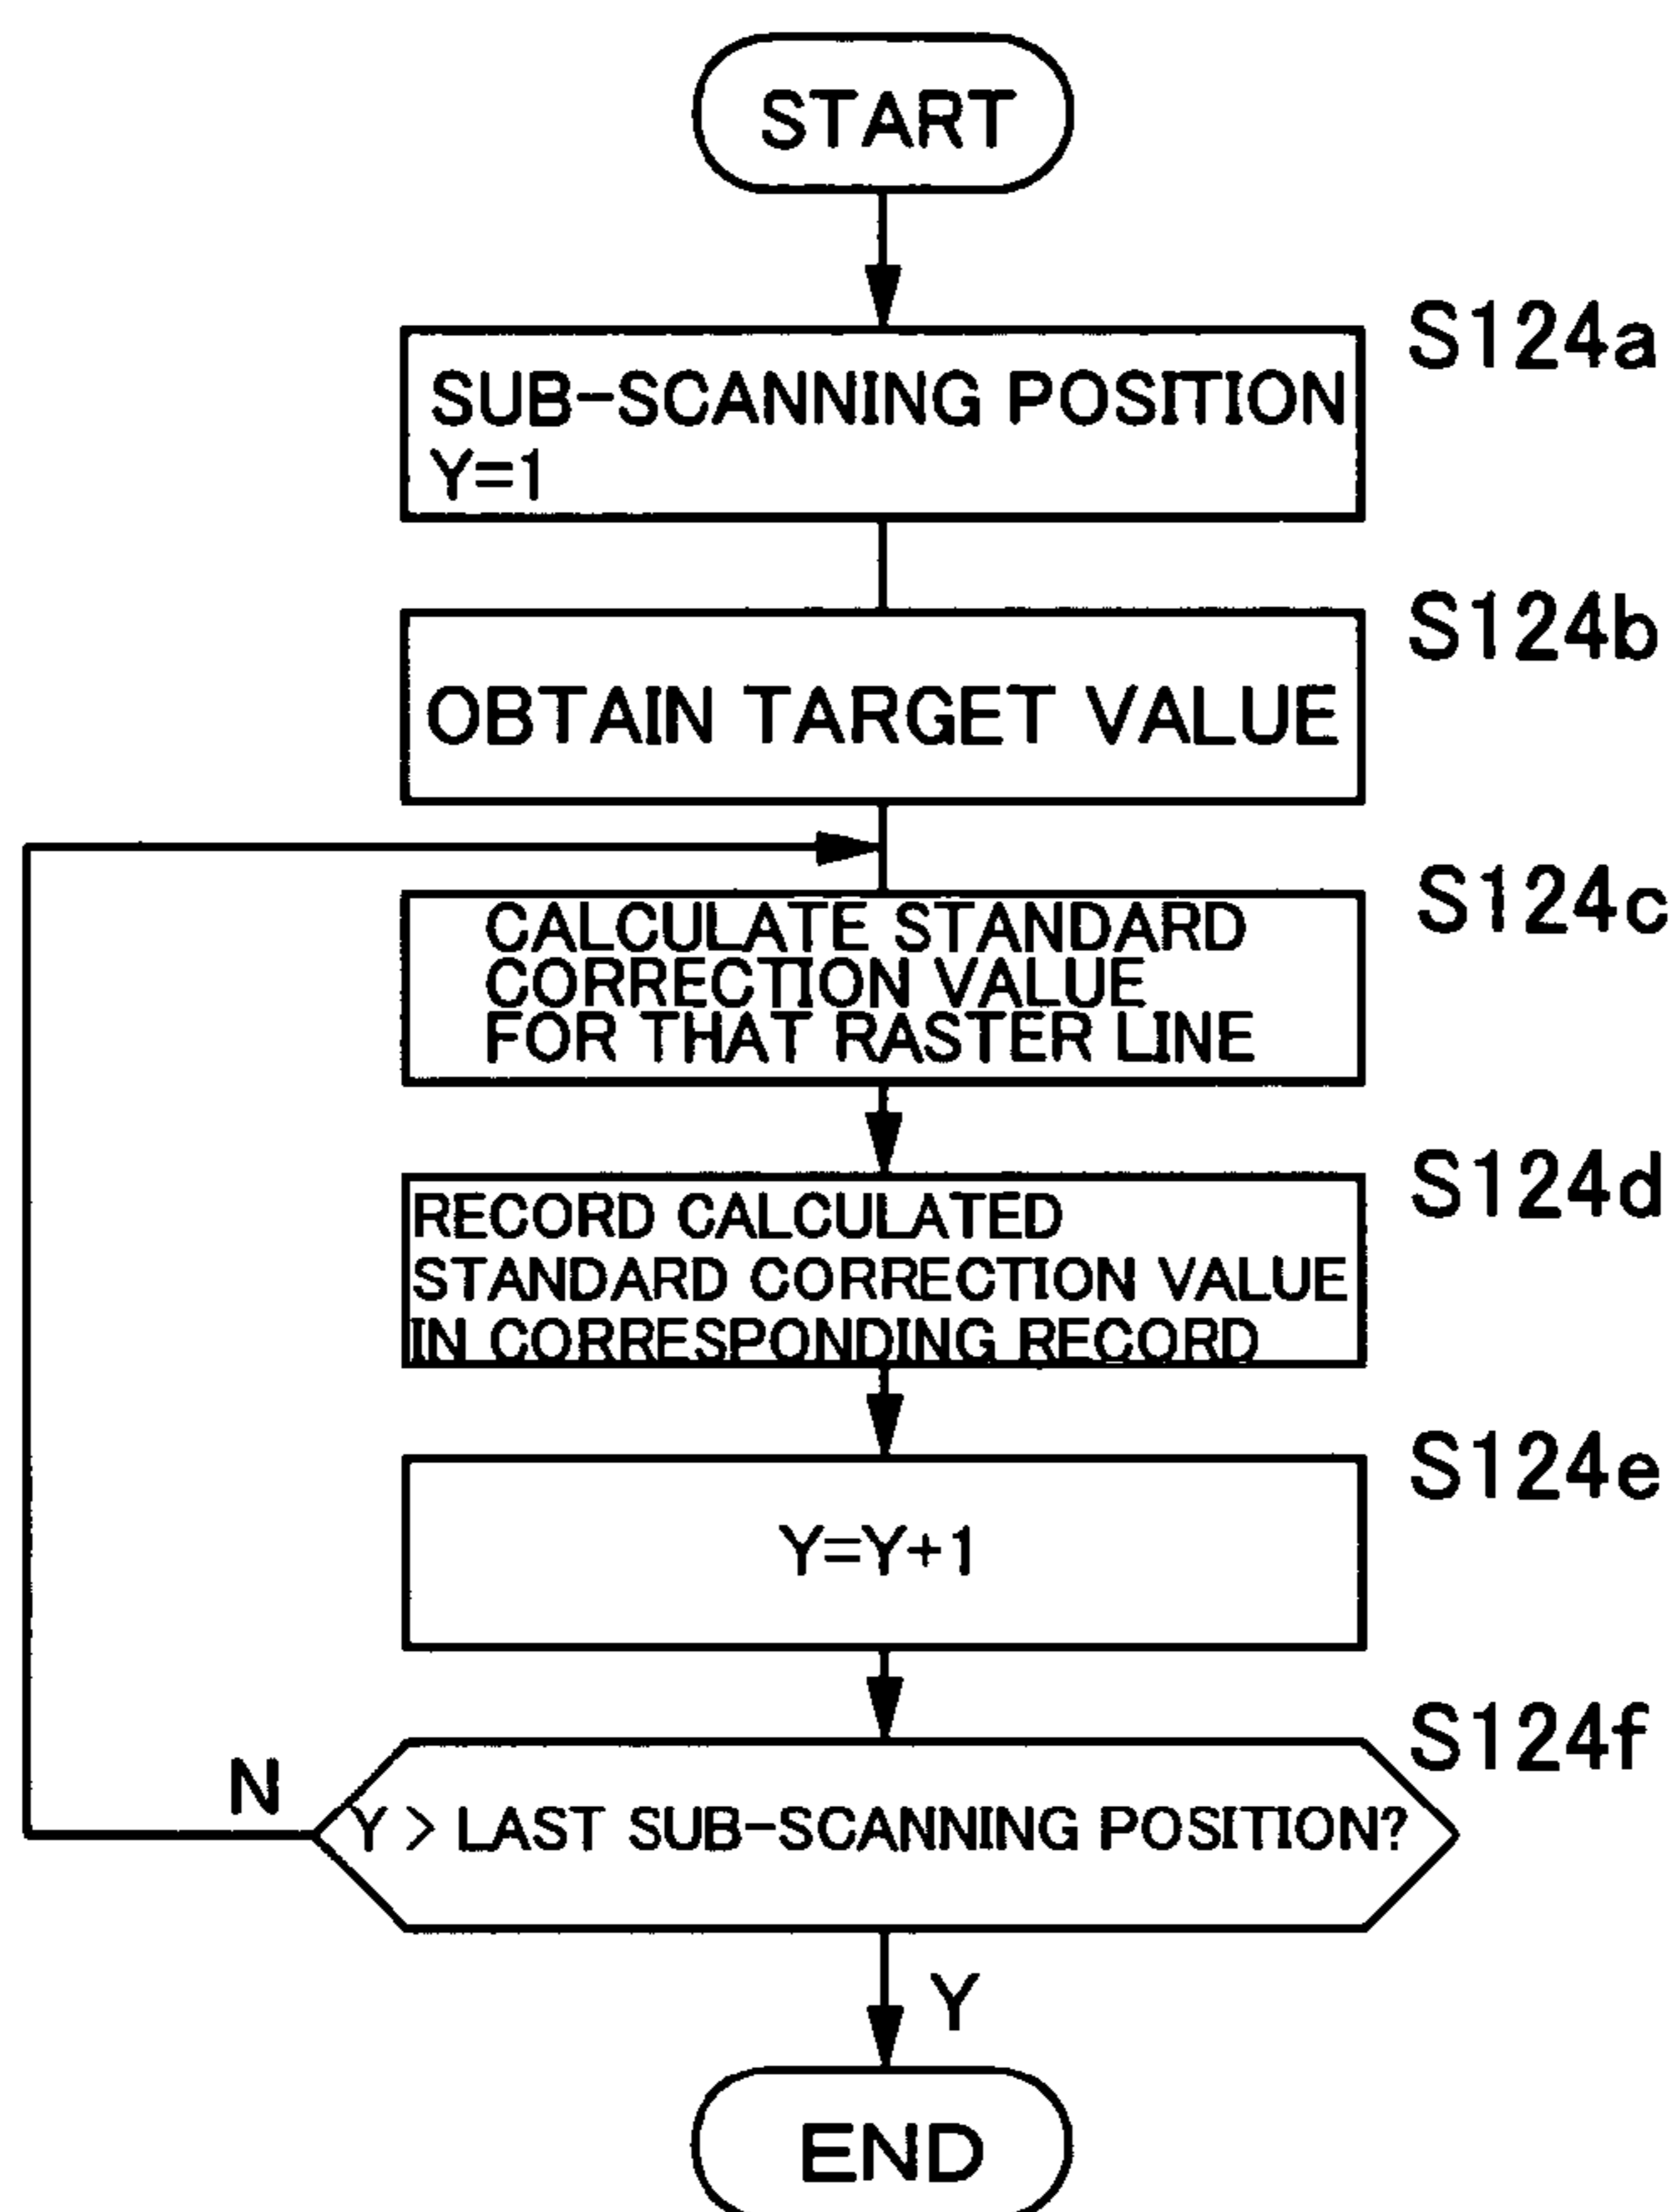 START
S124a
SUB-SCANNING POSITION
Y=1
S124b
OBTAIN TARGET VALUE
S124c
CALCULATE STANDARD
CORRECTION VALUE
FOR THAT RASTER LINE
S124d
RECORD CALCULATED
STANDARD CORRECTION VALUE
IN CORRESPONDING RECORD
S124e
Y=Y+1
S124f
N
Y > LAST SUB-SCANNING POSITION?
Y
END